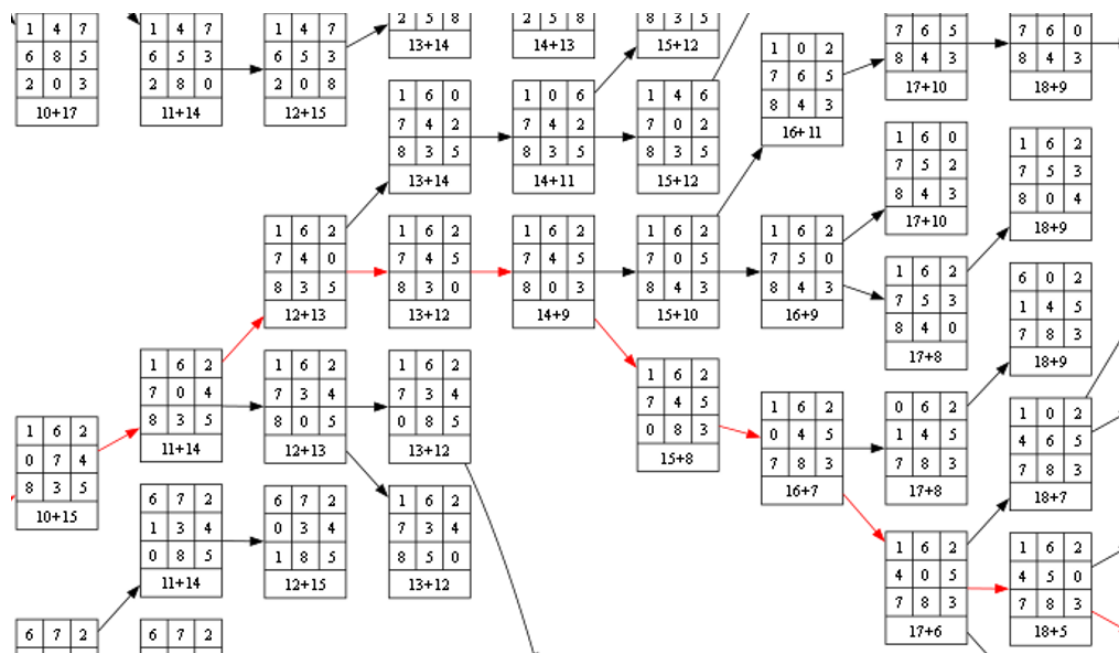 1 4 7
6 8 5
2 0 3
10+17
1 6 2
0 7 4
8 3 5
10+15
6 7 2
1 4 7
6 5 3
2 8 0
11+14
1 6 2
7 0 4
8 3 5
11+14
6 7 2
1 3 4
0 8 5
11+14
6 7 2
1 4 7
6 5 3
2 0 8
12+15
1 6 2
7 4 0
8 3 5
12+13
1 6 2
7 3 4
8 0 5
12+13
6 7 2
0 3 4
1 8 5
12+15
2 5 8
13+14
1 6 0
7 4 2
8 3 5
13+14
1 6 2
7 4 5
8 3 0
13+12
1 6 2
7 3 4
0 8 5
13+12
1 6 2
7 3 4
8 5 0
13+12
2 5 8
14+13
1 0 6
7 4 2
8 3 5
14+11
1 6 2
7 4 5
8 0 3
14+9
8 3 5
15+12
1 4 6
7 0 2
8 3 5
15+12
1 6 2
7 0 5
8 4 3
15+10
1 6 2
7 4 5
0 8 3
15+8
1 0 2
7 6 5
8 4 3
16+11
1 6 2
7 5 0
8 4 3
16+9
1 6 2
0 4 5
7 8 3
16+7
7 6 5
8 4 3
17+10
1 6 0
7 5 2
8 4 3
17+10
1 6 2
7 5 3
8 4 0
17+8
0 6 2
1 4 5
7 8 3
17+8
1 6 2
4 0 5
7 8 3
17+6
7 6 0
8 4 3
18+9
1 6 2
7 5 3
8 0 4
18+9
6 0 2
1 4 5
7 8 3
18+9
1 0 2
4 6 5
7 8 3
18+7
1 6 2
4 5 0
7 8 3
18+5